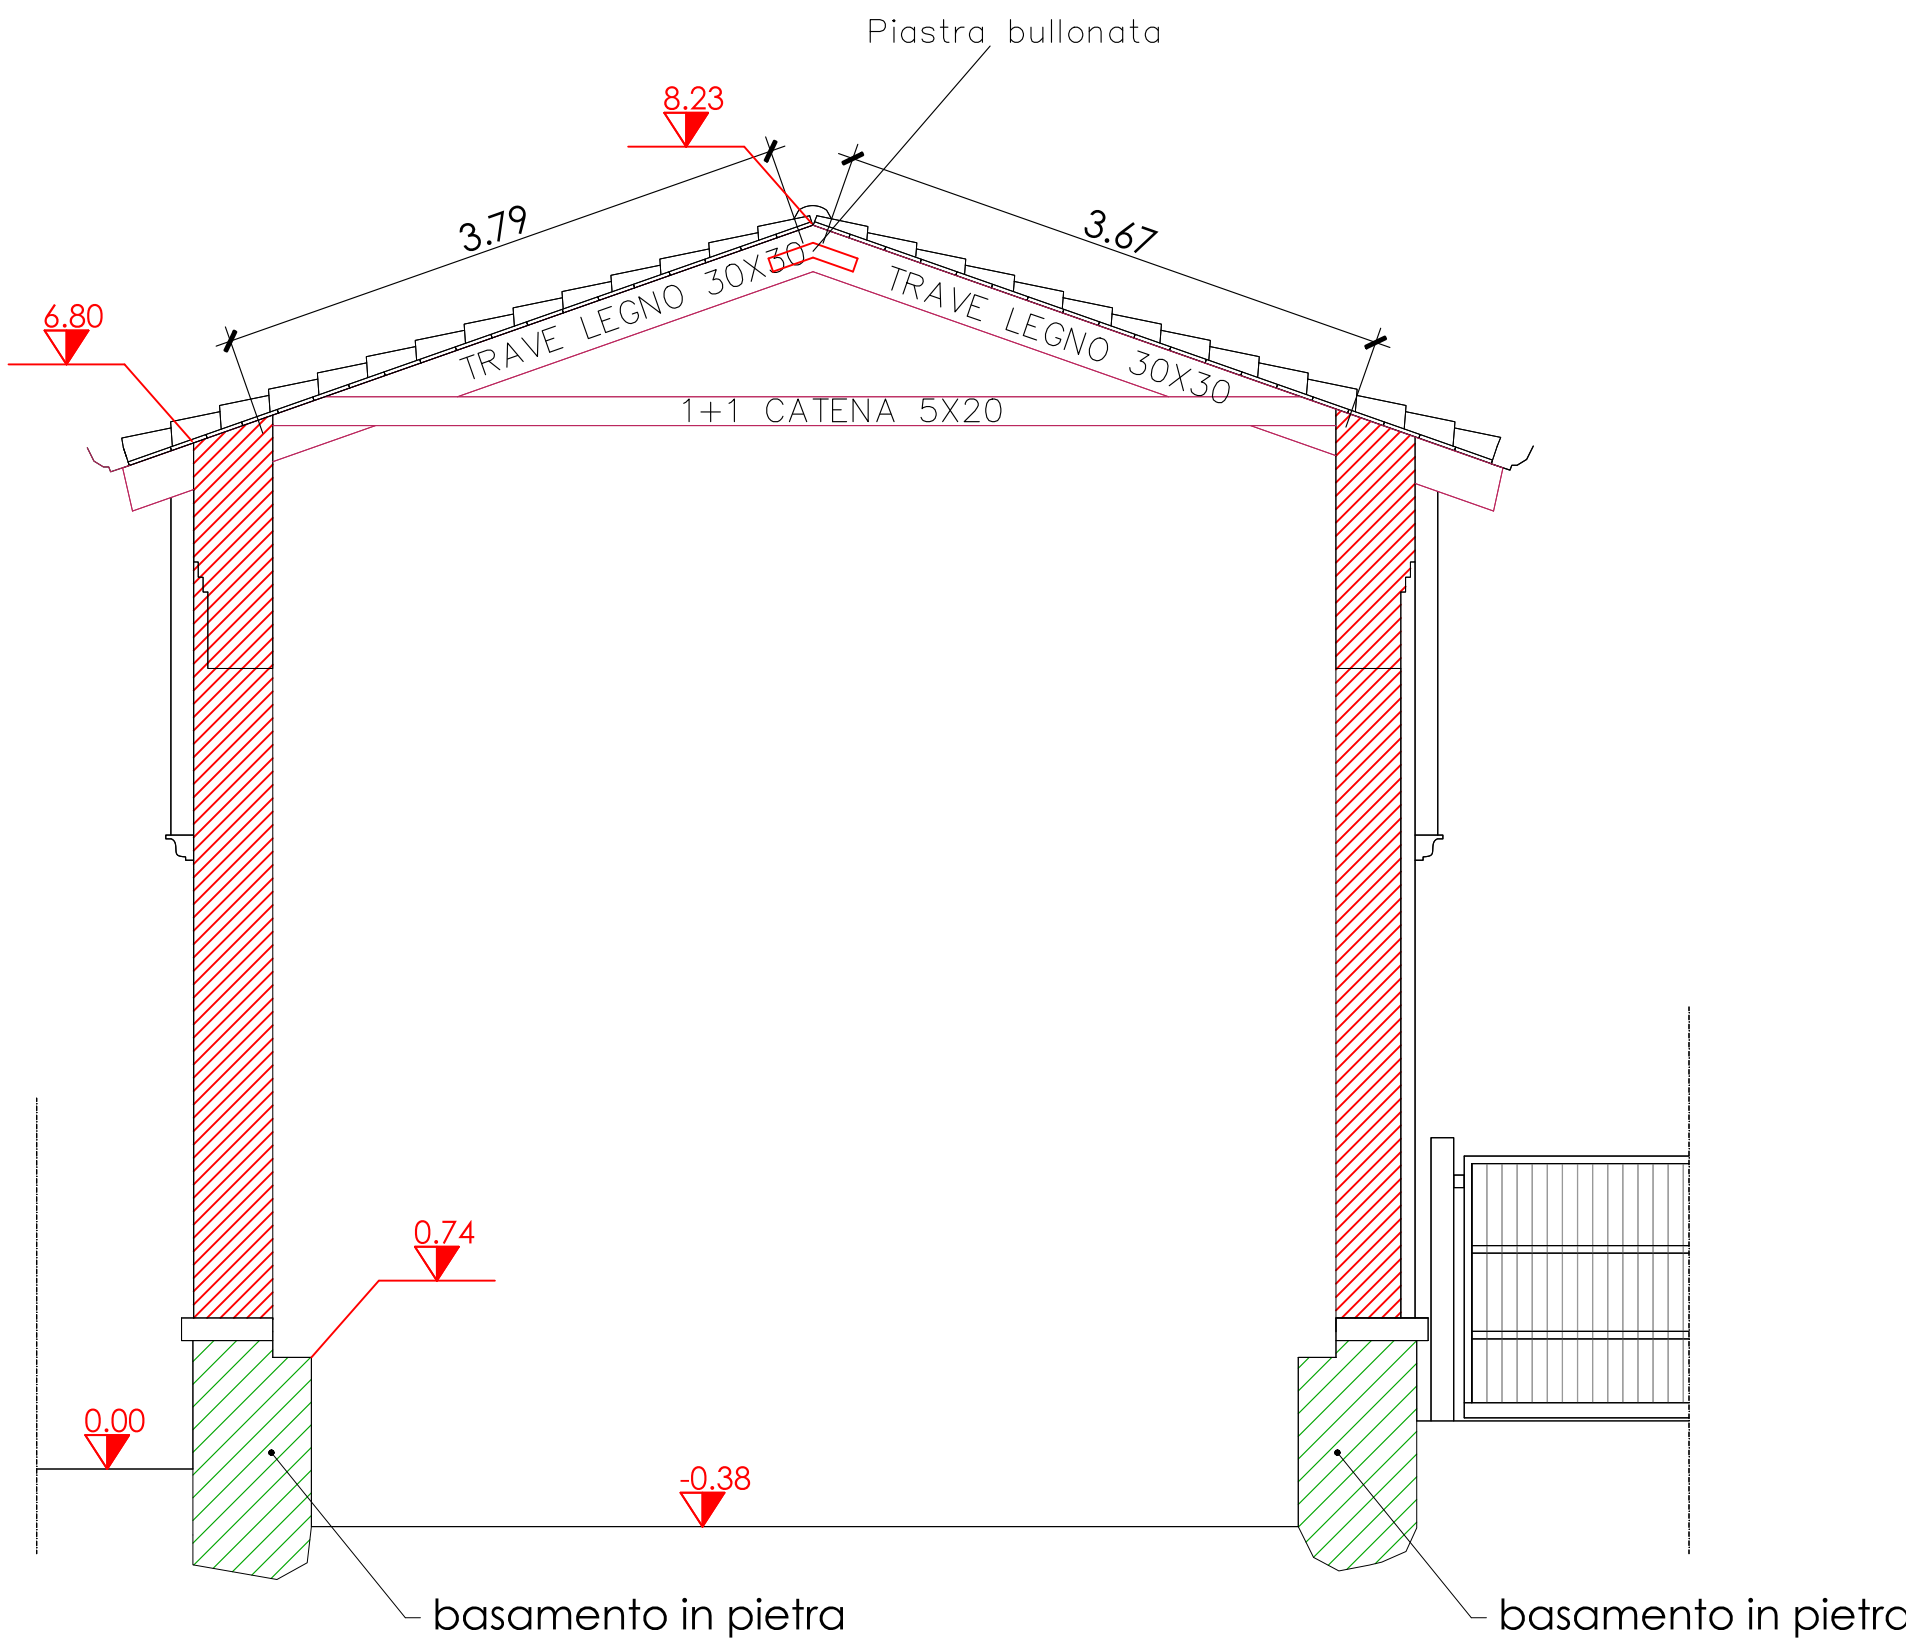 Piastra bullonata
8.23
3.79
3.67
6.80
TRAVE LEGNO 30X30
TRAVE LEGNO 30X30
1+1 CATENA 5X20
0.74
0.00
-0.38
basamento in pietra
basamento in pietra